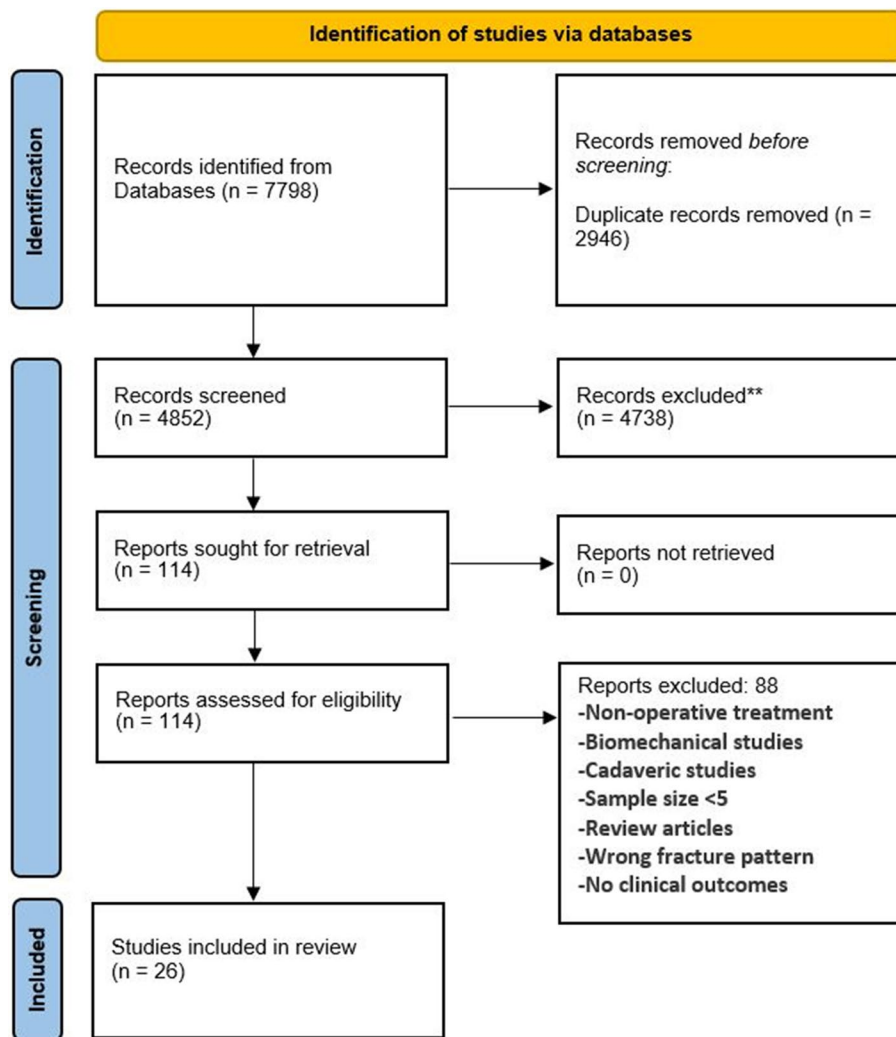 Identification of studies via databases
Identification
Records identified from
Databases (n = 7798)
Records removed before
screening:
Duplicate records removed (n =
2946)
Screening
Records screened
(n = 4852)
Records excluded**
(n = 4738)
Reports sought for retrieval
(n = 114)
Reports not retrieved
(n = 0)
Reports assessed for eligibility
(n = 114)
Reports excluded: 88
-Non-operative treatment
-Biomechanical studies
-Cadaveric studies
-Sample size <5
-Review articles
-Wrong fracture pattern
-No clinical outcomes
Included
Studies included in review
(n = 26)